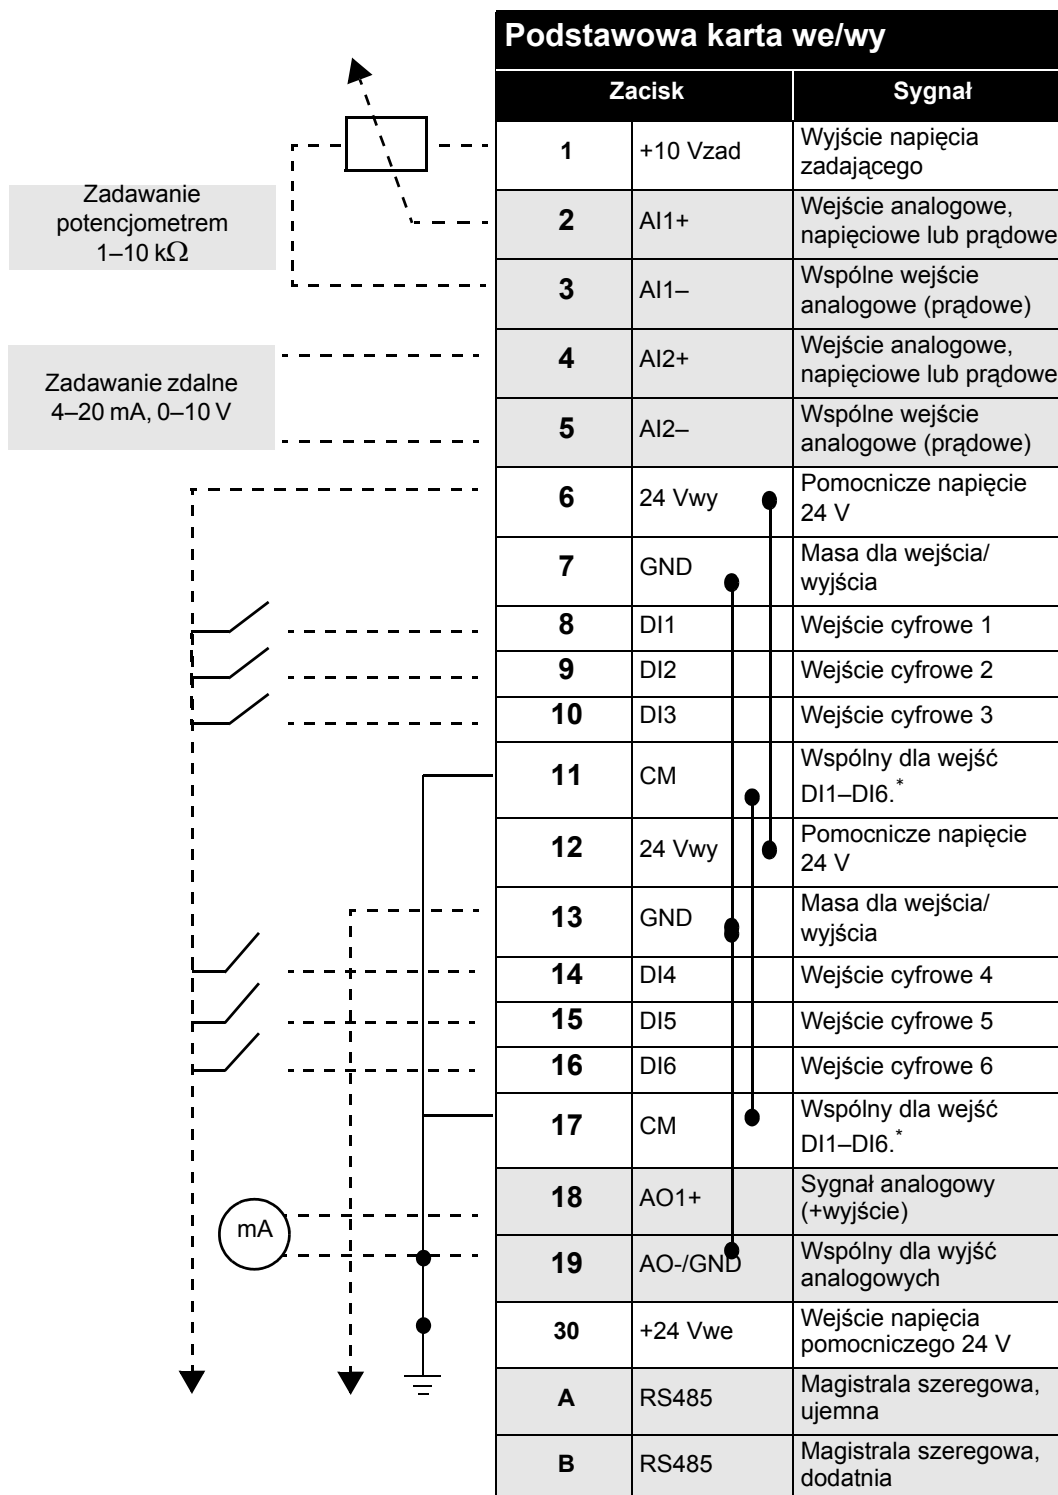 Podstawowa karta we/wy
Zacisk Sygnał
1 +10 Vzad Wyjście napięcia
zadającego
Zadawanie
potencjometrem
1–10 kΩ
2 AI1+ Wejście analogowe,
napięciowe lub prądowe
3 AI1– Wspólne wejście
analogowe (prądowe)
Zadawanie zdalne
4–20 mA, 0–10 V
4 AI2+ Wejście analogowe,
napięciowe lub prądowe
5 AI2– Wspólne wejście
analogowe (prądowe)
6 24 Vwy Pomocnicze napięcie
24 V
7 GND Masa dla wejścia/
wyjścia
8 DI1 Wejście cyfrowe 1
9 DI2 Wejście cyfrowe 2
10 DI3 Wejście cyfrowe 3
11 CM Wspólny dla wejść
DI1–DI6.*
12 24 Vwy Pomocnicze napięcie
24 V
13 GND Masa dla wejścia/
wyjścia
14 DI4 Wejście cyfrowe 4
15 DI5 Wejście cyfrowe 5
16 DI6 Wejście cyfrowe 6
17 CM Wspólny dla wejść
DI1–DI6.*
mA
18 AO1+ Sygnał analogowy
(+wyjście)
19 AO-/GND Wspólny dla wyjść
analogowych
30 +24 Vwe Wejście napięcia
pomocniczego 24 V
A RS485 Magistrala szeregowa,
ujemna
B RS485 Magistrala szeregowa,
dodatnia